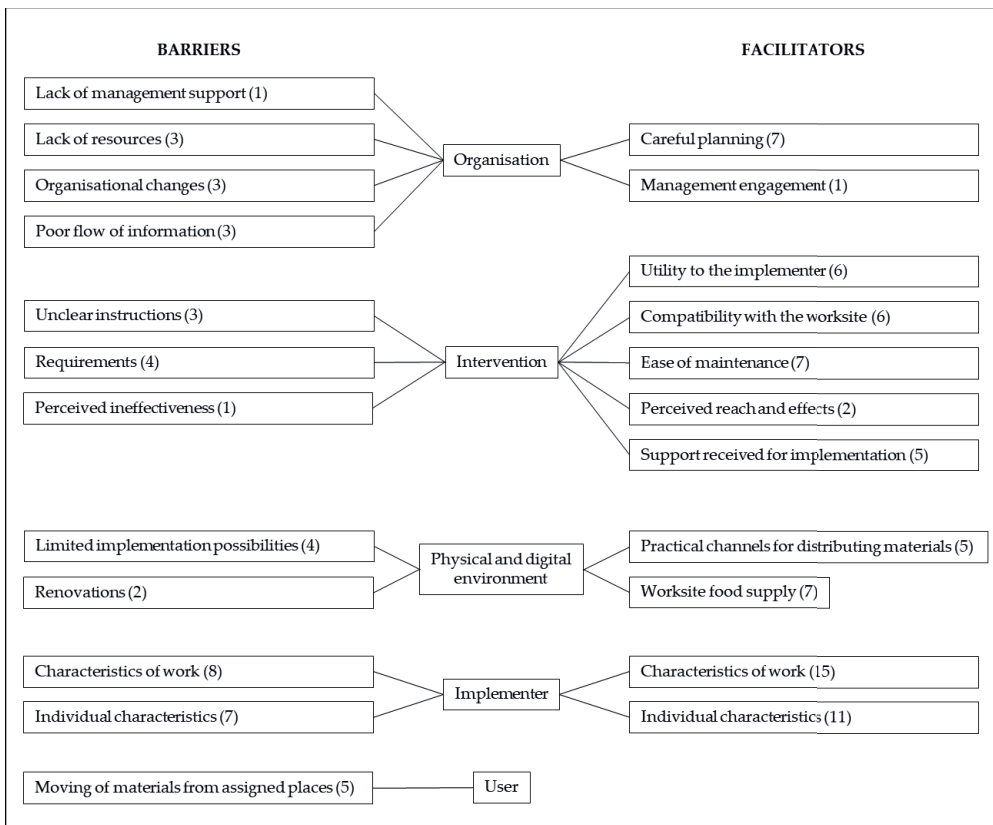 BARRIERS
FACILITATORS
Lack of management support (1)
Lack of resources (3)
Organisational changes (3)
Poor flow of information (3)
Organisation
Careful planning (7)
Management engagement (1)
Unclear instructions (3)
Requirements (4)
Perceived ineffectiveness (1)
Intervention
Utility to the implementer (6)
Compatibility with the worksite (6)
Ease of maintenance (7)
Perceived reach and effects (2)
Support received for implementation (5)
Limited implementation possibilities (4)
Renovations (2)
Physical and digital
environment
Practical channels for distributing materials (5)
Worksite food supply (7)
Characteristics of work (8)
Individual characteristics (7)
Implementer
Characteristics of work (15)
Individual characteristics (11)
Moving of materials from assigned places (5)
User